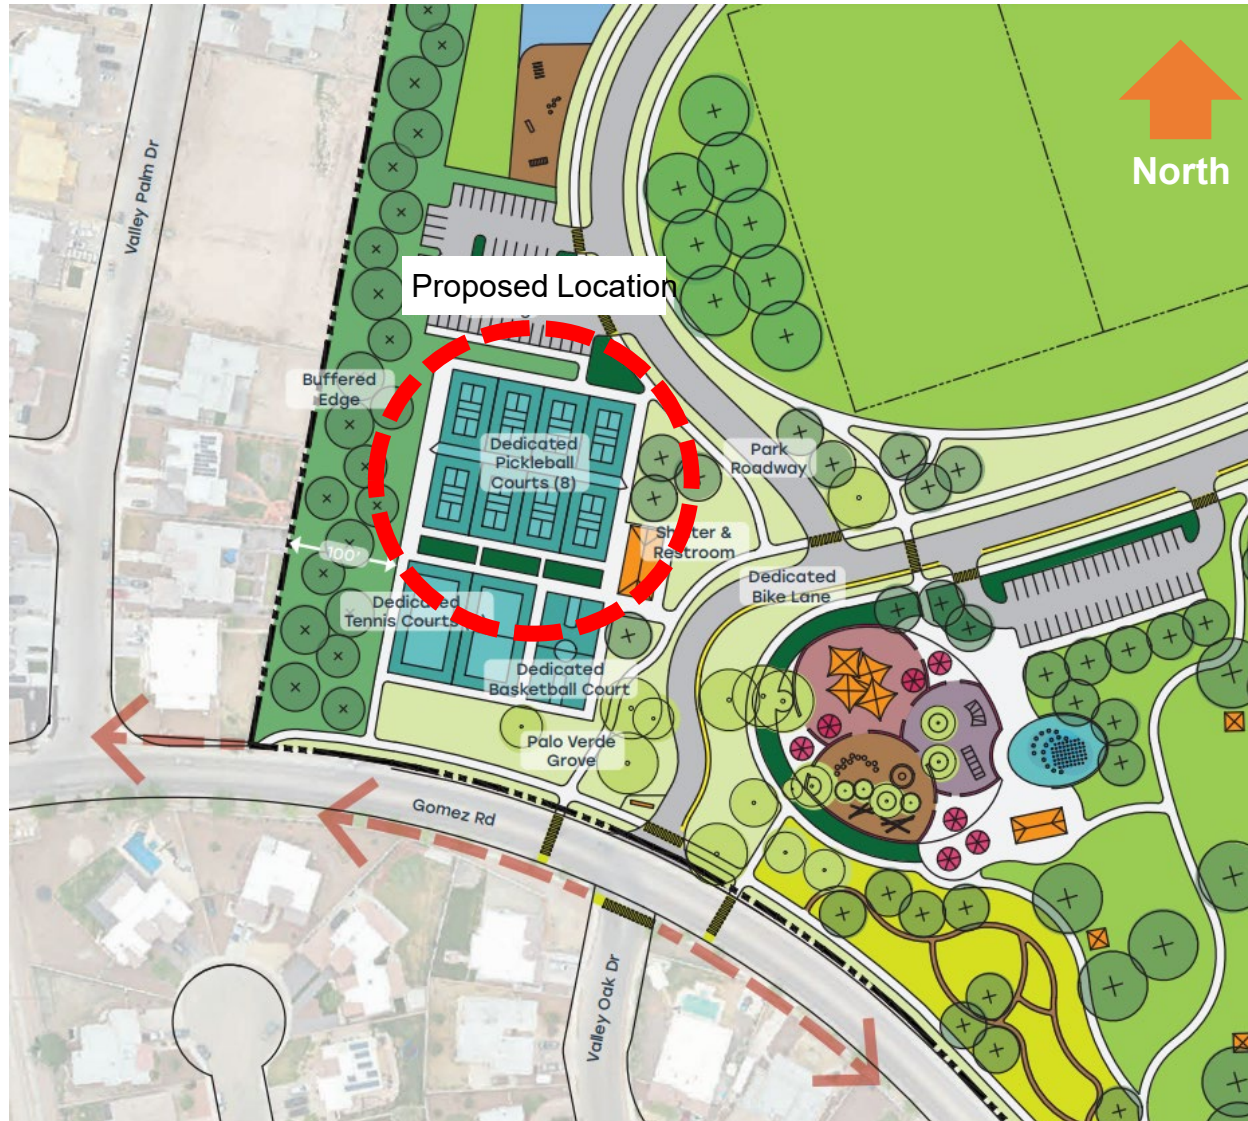 North
Valley Palm Dr
Proposed Location
Buffered
Edge
Dedicated
Pickleball
Courts (8)
Park
Roadway
Shelter &
Restroom
100'
Dedicated
Bike Lane
Dedicated
Tennis Courts
Dedicated
Basketball Court
Palo Verde
Grove
Gomez Rd
Valley Oak Dr